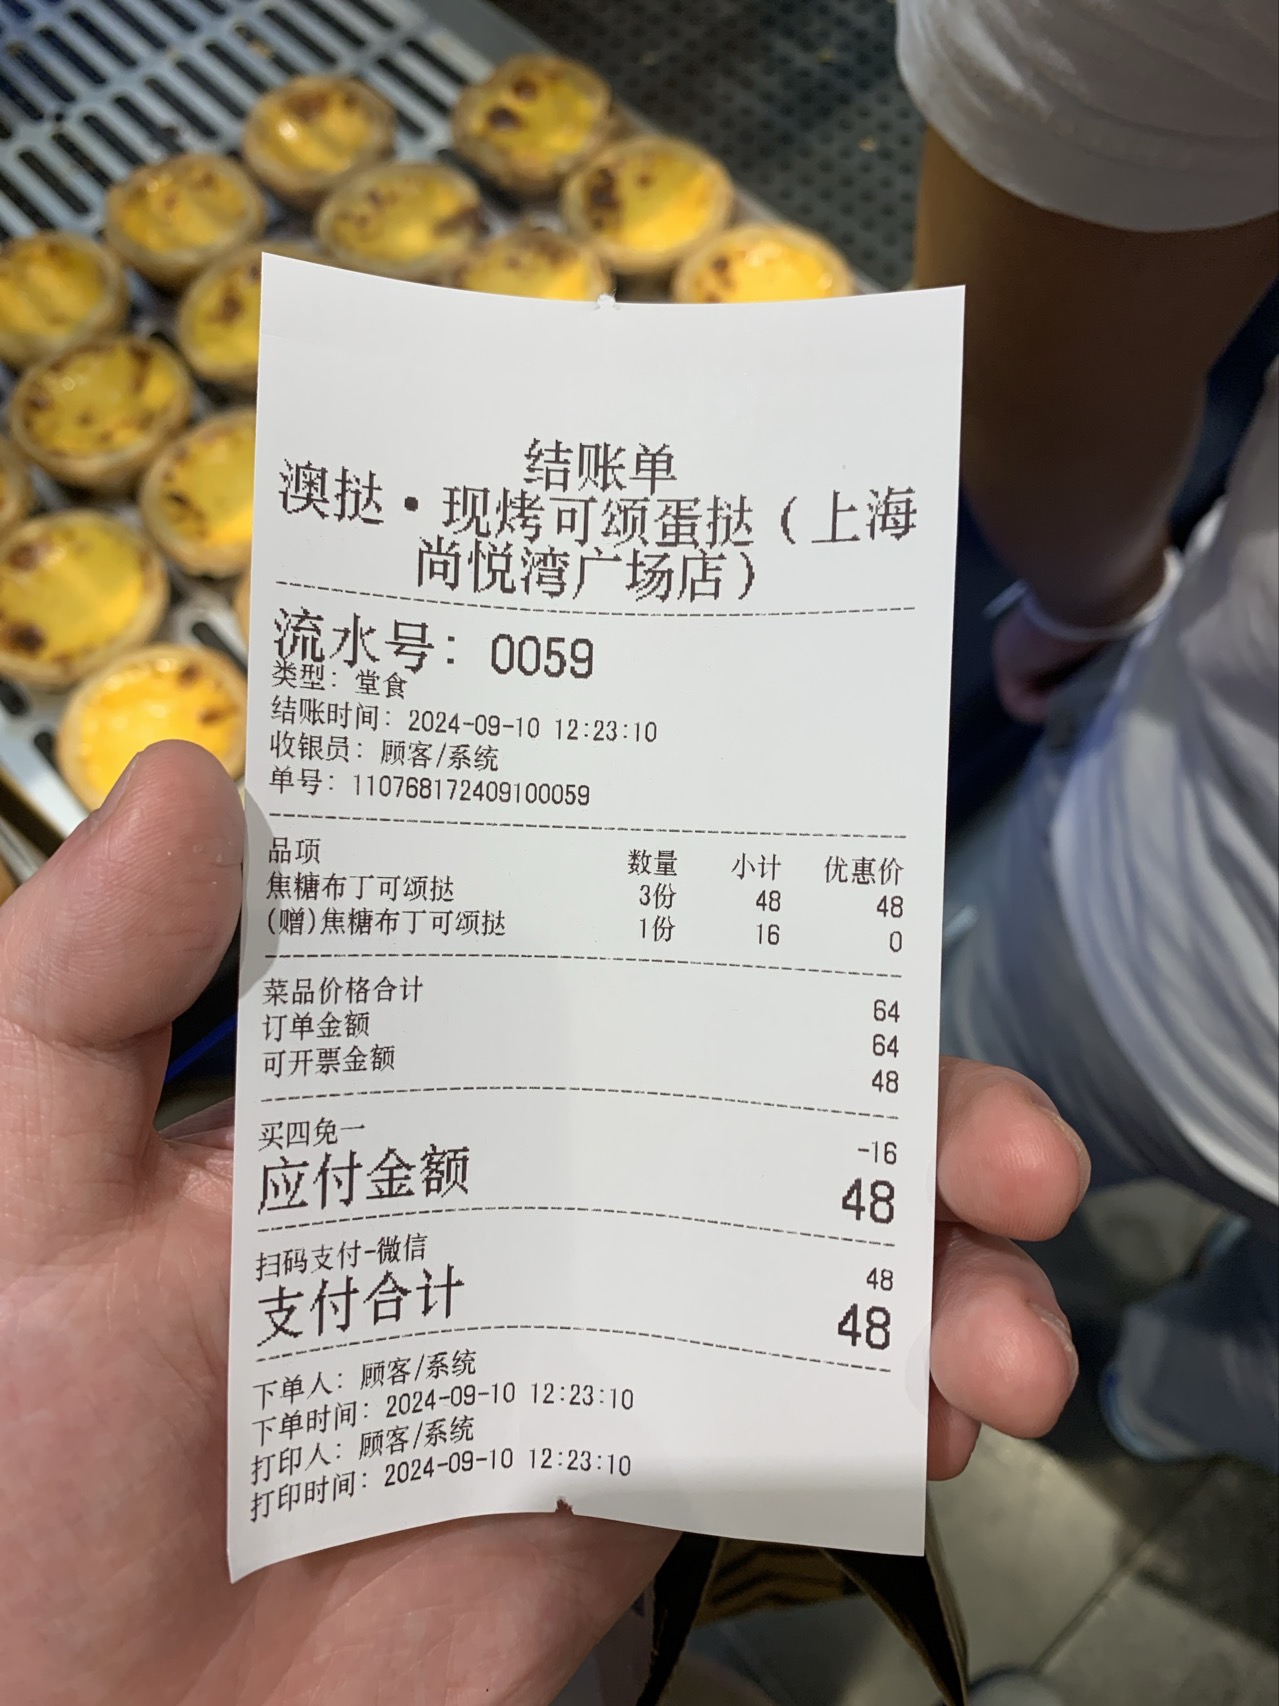 结账单
澳挞·现烤可颂蛋挞（上海
尚悦湾广场店）
流水号：0059
类型：堂食
结账时间：2024-09-10 12:23:10
收银员：顾客/系统
单号：110768172409100059
品项 数量 小计 优惠价
焦糖布丁可颂挞 3份 48 48
(赠)焦糖布丁可颂挞 1份 16 0
菜品价格合计 64
订单金额 64
可开票金额 48
买四免一 -16
应付金额 48
扫码支付-微信 48
支付合计 48
下单人：顾客/系统
下单时间：2024-09-10 12:23:10
打印人：顾客/系统
打印时间：2024-09-10 12:23:10